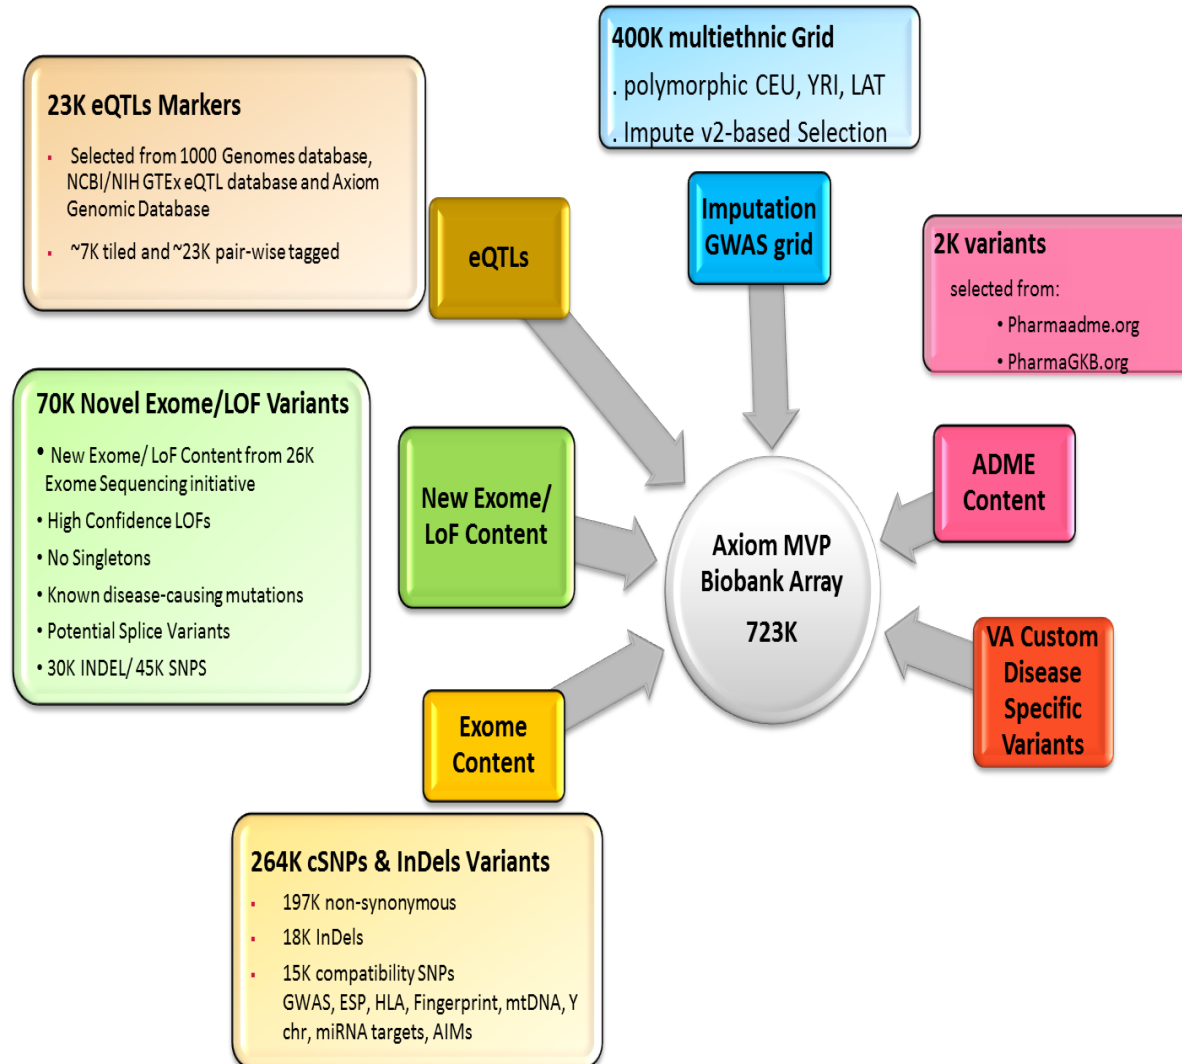 400K multiethnic Grid
. polymorphic CEU, YRI, LAT
. Impute v2-based Selection
23K eQTLs Markers
▪ Selected from 1000 Genomes database,
NCBI/NIH GTEx eQTL database and Axiom
Genomic Database
▪ ~7K tiled and ~23K pair-wise tagged
eQTLs
Imputation
GWAS grid
2K variants
selected from:
• Pharmaadme.org
• PharmaGKB.org
70K Novel Exome/LOF Variants
• New Exome/ LoF Content from 26K
Exome Sequencing initiative
• High Confidence LOFs
• No Singletons
• Known disease-causing mutations
• Potential Splice Variants
• 30K INDEL/ 45K SNPS
New Exome/
LoF Content
ADME
Content
Axiom MVP
Biobank Array
723K
VA Custom
Disease
Specific
Variants
Exome
Content
264K cSNPs & InDels Variants
▪ 197K non-synonymous
▪ 18K InDels
▪ 15K compatibility SNPs
GWAS, ESP, HLA, Fingerprint, mtDNA, Y
chr, miRNA targets, AIMs